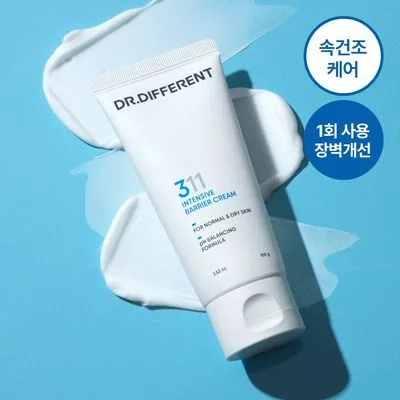 속건조
케어
1회 사용
장벽개선
DR.DIFFERENT
311
INTENSIVE
BARRIER CREAM
FOR NORMAL & DRY SKIN
pH BALANCING
FORMULA
3.53 oz.
100 g